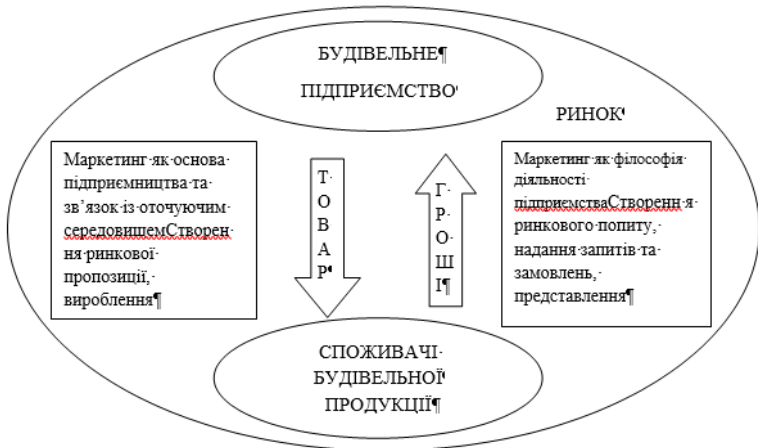 БУДІВЕЛЬНЕ¶
ПІДПРИЄМСТВО¶
РИНОК¶
Маркетинг·як·основа·
підприємництва·та·
зв’язок·із·оточуючим·
середовищемСтворен·
ня·ринкової·
пропозиції,·
вироблення¶
Т·
О·
В·
А·
Р¶
Г·
Р·
О·
Ш·
І¶
Маркетинг·як·філософія·
діяльності·
підприємстваСтворенн·я·
ринкового·попиту,·
надання·запитів·та·
замовлень,·
представлення¶
СПОЖИВАЧІ·
БУДІВЕЛЬНОЇ¶
ПРОДУКЦІЇ¶